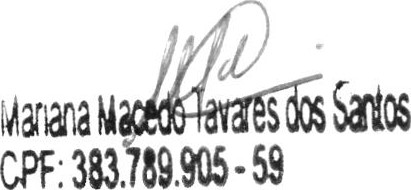 Mariana Macedo Tavares dos Santos
CPF: 383.789.905 - 59